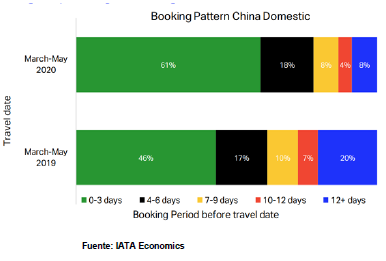 Booking Pattern China Domestic
March-May
2020
61% 18% 8% 4% 8%
Travel date
March-May
2019
46% 17% 10% 7% 20%
0-3 days 4-6 days 7-9 days 10-12 days 12+ days
Booking Period before travel date
Fuente: IATA Economics